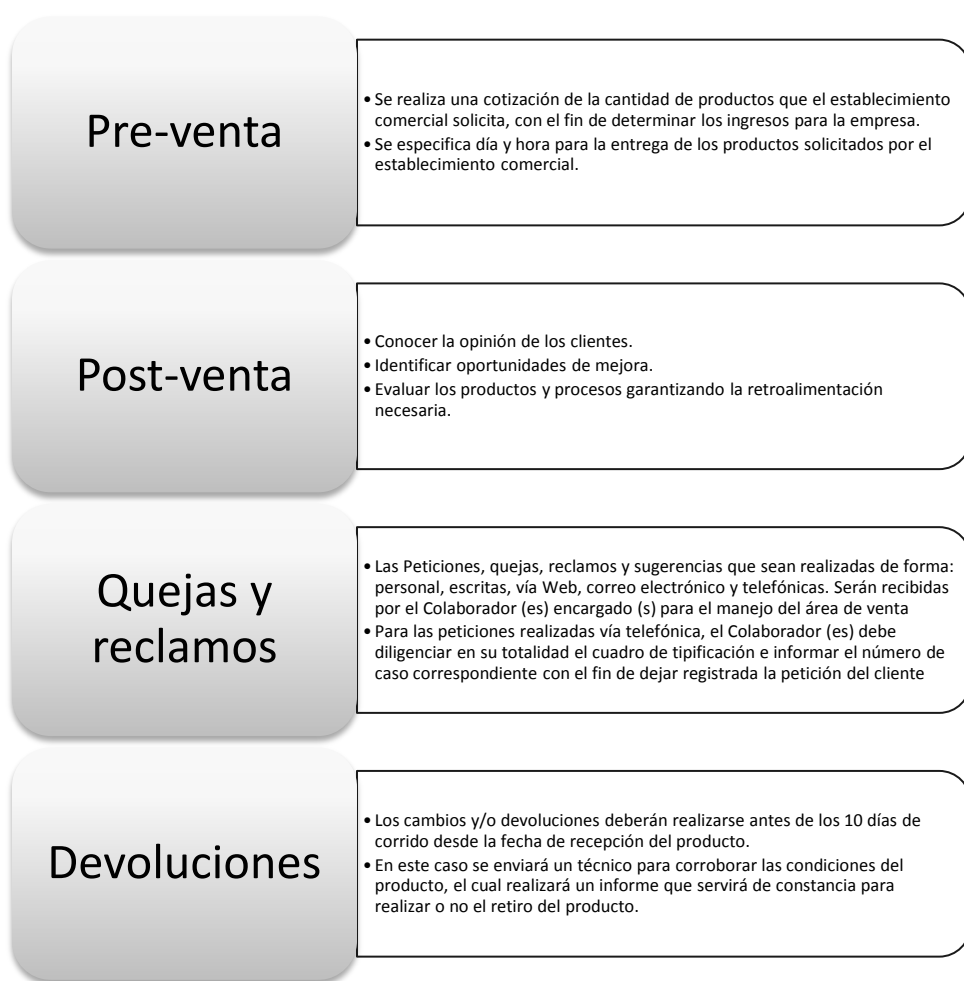 Pre-venta
• Se realiza una cotización de la cantidad de productos que el establecimiento
comercial solicita, con el fin de determinar los ingresos para la empresa.
• Se especifica día y hora para la entrega de los productos solicitados por el
establecimiento comercial.
Post-venta
• Conocer la opinión de los clientes.
• Identificar oportunidades de mejora.
• Evaluar los productos y procesos garantizando la retroalimentación
necesaria.
Quejas y
reclamos
• Las Peticiones, quejas, reclamos y sugerencias que sean realizadas de forma:
personal, escritas, vía Web, correo electrónico y telefónicas. Serán recibidas
por el Colaborador (es) encargado (s) para el manejo del área de venta
• Para las peticiones realizadas vía telefónica, el Colaborador (es) debe
diligenciar en su totalidad el cuadro de tipificación e informar el número de
caso correspondiente con el fin de dejar registrada la petición del cliente
Devoluciones
• Los cambios y/o devoluciones deberán realizarse antes de los 10 días de
corrido desde la fecha de recepción del producto.
• En este caso se enviará un técnico para corroborar las condiciones del
producto, el cual realizará un informe que servirá de constancia para
realizar o no el retiro del producto.